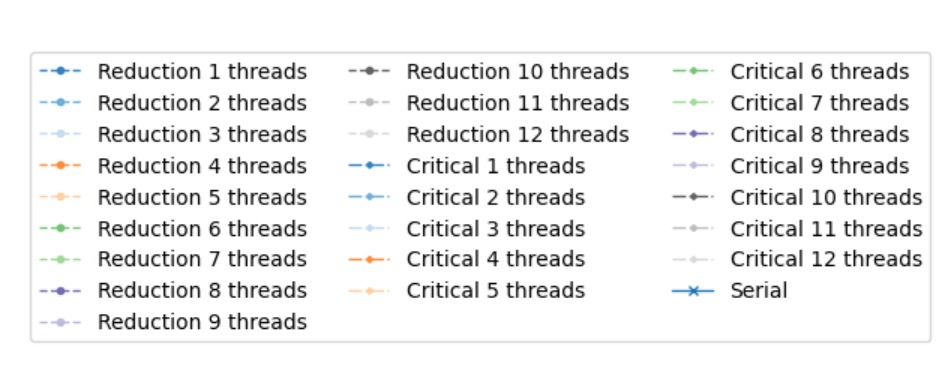 Reduction 1 threads
Reduction 2 threads
Reduction 3 threads
Reduction 4 threads
Reduction 5 threads
Reduction 6 threads
Reduction 7 threads
Reduction 8 threads
Reduction 9 threads
Reduction 10 threads
Reduction 11 threads
Reduction 12 threads
Critical 1 threads
Critical 2 threads
Critical 3 threads
Critical 4 threads
Critical 5 threads
Critical 6 threads
Critical 7 threads
Critical 8 threads
Critical 9 threads
Critical 10 threads
Critical 11 threads
Critical 12 threads
Serial